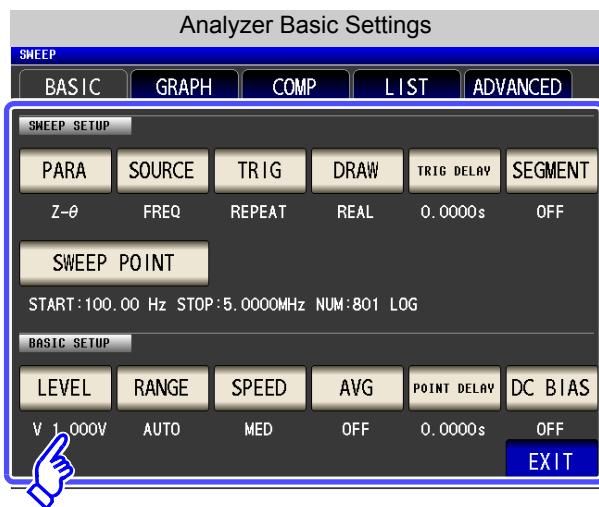 Analyzer Basic Settings
SWEEP
BASIC GRAPH COMP LIST ADVANCED
SWEEP SETUP
PARA SOURCE TRIG DRAW TRIG DELAY SEGMENT
Z-θ FREQ REPEAT REAL 0.0000s OFF
SWEEP POINT
START:100.00 Hz STOP:5.0000MHz NUM:801 LOG
BASIC SETUP
LEVEL RANGE SPEED AVG POINT DELAY DC BIAS
V 1.000V AUTO MED OFF 0.0000s OFF
EXIT